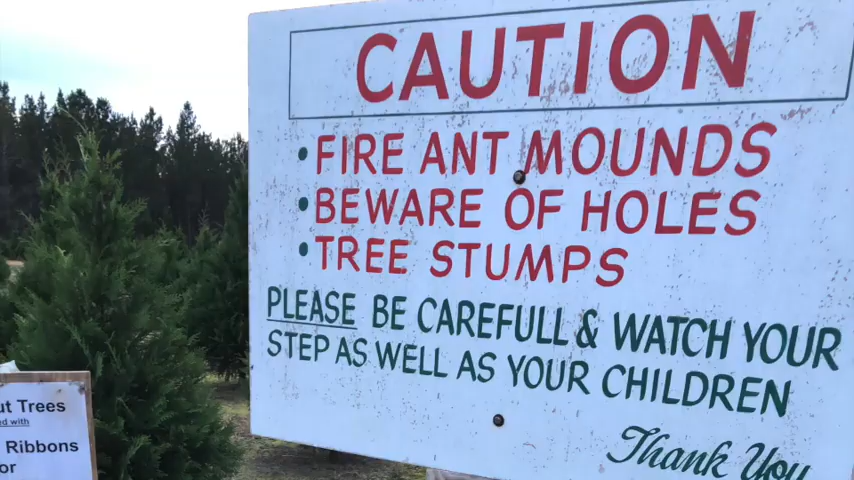 CAUTION
• FIRE ANT MOUNDS
• BEWARE OF HOLES
• TREE STUMPS
PLEASE BE CAREFULL & WATCH YOUR
STEP AS WELL AS YOUR CHILDREN
Thank You
ut Trees
ed with
Ribbons
or